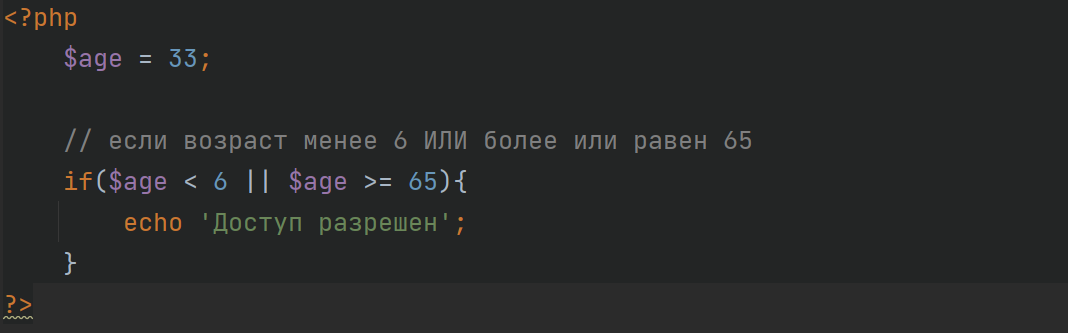 <?php
$age = 33;
// если возраст менее 6 ИЛИ более или равен 65
if($age < 6 || $age >= 65){
echo 'Доступ разрешен';
}
?>